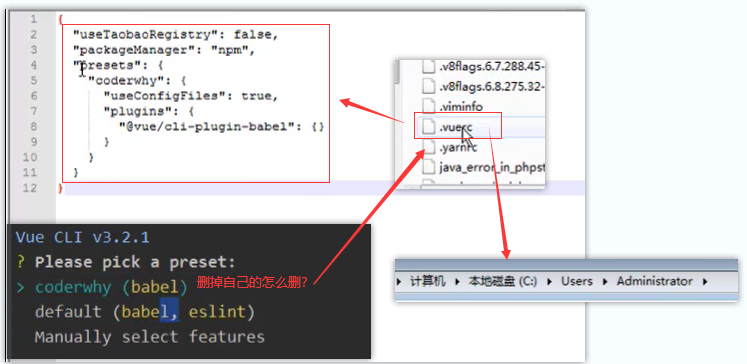 1 {
2 "useTaobaoRegistry": false,
3 "packageManager": "npm",
4 "presets": {
5 "coderwhy": {
6 "useConfigFiles": true,
7 "plugins": {
8 "@vue/cli-plugin-babel": {}
9 }
10 }
11 }
12 }
.v8flags.6.7.288.45-
.v8flags.6.8.275.32-
.viminfo
.vuerc
.yarnrc
java_error_in_phpst
Vue CLI v3.2.1
? Please pick a preset:
> coderwhy (babel)
删掉自己的怎么删?
default (babel, eslint)
Manually select features
计算机 ▸ 本地磁盘 (C:) ▸ Users ▸ Administrator ▸